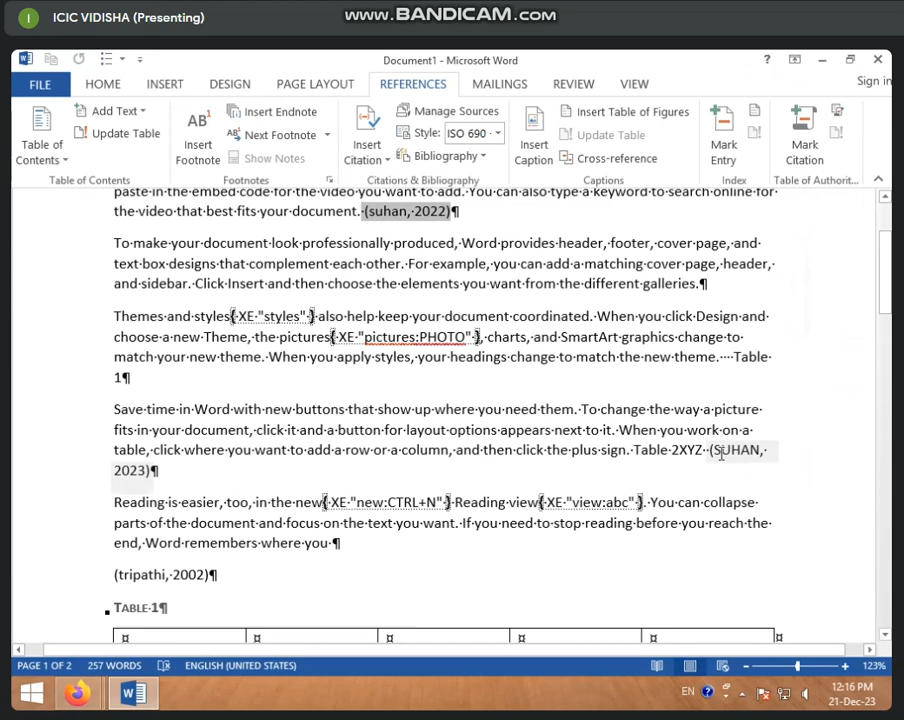 I ICIC VIDISHA (Presenting) WWW.BANDICAM.COM
Document1 - Microsoft Word ?
FILE HOME INSERT DESIGN PAGE LAYOUT REFERENCES MAILINGS REVIEW VIEW Sign in
Table of Contents Add Text Update Table
AB1 Insert Footnote Insert Endnote Next Footnote Show Notes
Insert Citation Manage Sources Style: ISO 690 Bibliography
Insert Caption Insert Table of Figures Update Table Cross-reference
Mark Entry
Mark Citation
Table of Contents Footnotes Citations & Bibliography Captions Index Table of Authorit...
paste·in·the·embed·code·for·the·video·you·want·to·add.·You·can·also·type·a·keyword·to·search·online·for·
the·video·that·best·fits·your·document.·(suhan,·2022)¶
To·make·your·document·look·professionally·produced,·Word·provides·header,·footer,·cover·page,·and·
text·box·designs·that·complement·each·other.·For·example,·you·can·add·a·matching·cover·page,·header,·
and·sidebar.·Click·Insert·and·then·choose·the·elements·you·want·from·the·different·galleries.¶
Themes·and·styles{·XE·"styles"·}·also·help·keep·your·document·coordinated.·When·you·click·Design·and·
choose·a·new·Theme,·the·pictures{·XE·"pictures:PHOTO"·},·charts,·and·SmartArt·graphics·change·to·
match·your·new·theme.·When·you·apply·styles,·your·headings·change·to·match·the·new·theme.····Table·
1¶
Save·time·in·Word·with·new·buttons·that·show·up·where·you·need·them.·To·change·the·way·a·picture·
fits·in·your·document,·click·it·and·a·button·for·layout·options·appears·next·to·it.·When·you·work·on·a·
table,·click·where·you·want·to·add·a·row·or·a·column,·and·then·click·the·plus·sign.·Table·2XYZ··(SUHAN,·
2023)¶
Reading·is·easier,·too,·in·the·new{·XE·"new:CTRL+N"·}·Reading·view{·XE·"view:abc"·}.·You·can·collapse·
parts·of·the·document·and·focus·on·the·text·you·want.·If·you·need·to·stop·reading·before·you·reach·the·
end,·Word·remembers·where·you·¶
(tripathi,·2002)¶
TABLE·1¶
¤ ¤ ¤ ¤ ¤ ¤
PAGE 1 OF 2 257 WORDS ENGLISH (UNITED STATES) 123%
EN 12:16 PM
21-Dec-23